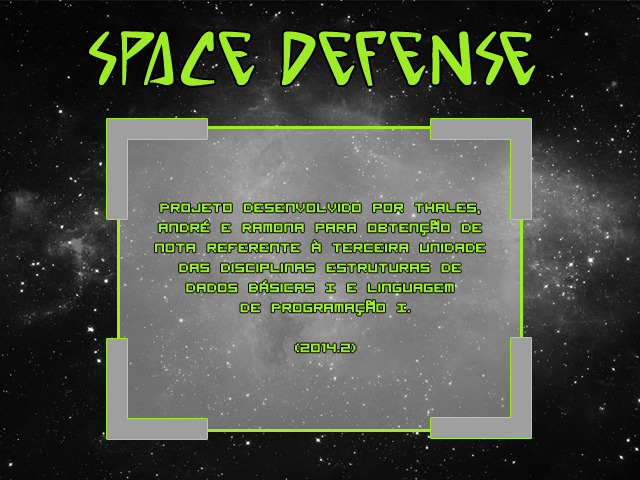 SPACE DEFENSE
PROJETO DESENVOLVIDO POR THALES,
ANDRÉ E RAMONA PARA OBTENÇÃO DE
NOTA REFERENTE À TERCEIRA UNIDADE
DAS DISCIPLINAS ESTRUTURAS DE
DADOS BÁSICAS I E LINGUAGEM
DE PROGRAMAÇÃO I.
(2014.2)